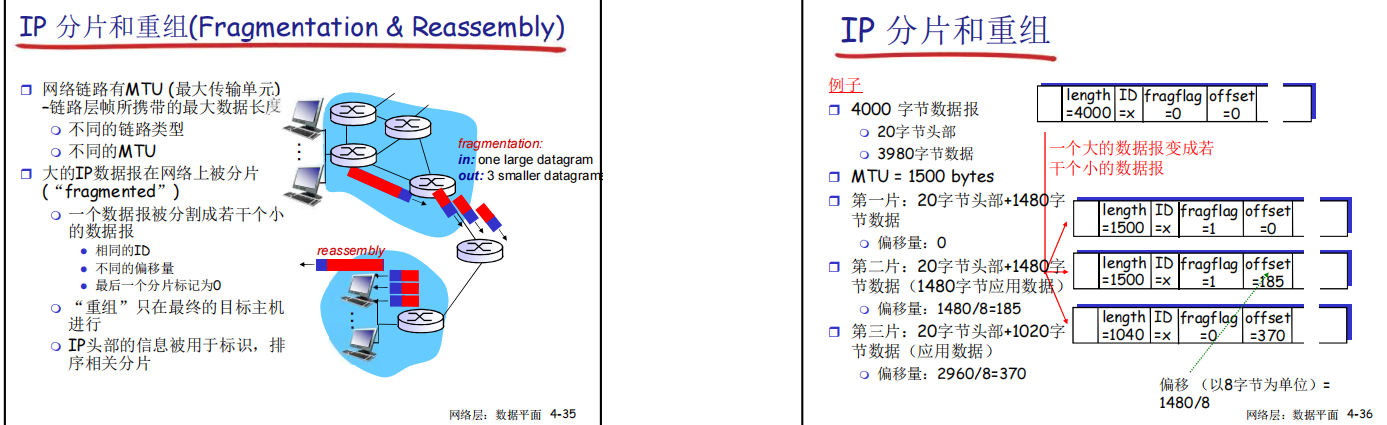 IP 分片和重组(Fragmentation & Reassembly)
网络链路有MTU (最大传输单元)
–链路层帧所携带的最大数据长度
不同的链路类型
不同的MTU
大的IP数据报在网络上被分片
(“fragmented”)
一个数据报被分割成若干个小
的数据报
相同的ID
不同的偏移量
最后一个分片标记为0
“重组”只在最终的目标主机
进行
IP头部的信息被用于标识，排
序相关分片
fragmentation:
in: one large datagram
out: 3 smaller datagrams
reassembly
网络层：数据平面 4-35
IP 分片和重组
例子
4000 字节数据报
20字节头部
3980字节数据
MTU = 1500 bytes
第一片：20字节头部+1480字
节数据
偏移量：0
第二片：20字节头部+1480字
节数据（1480字节应用数据）
偏移量：1480/8=185
第三片：20字节头部+1020字
节数据（应用数据）
偏移量：2960/8=370
length ID fragflag offset
=4000 =x =0 =0
一个大的数据报变成若
干个小的数据报
length ID fragflag offset
=1500 =x =1 =0
length ID fragflag offset
=1500 =x =1 =185
length ID fragflag offset
=1040 =x =0 =370
偏移 （以8字节为单位）=
1480/8
网络层：数据平面 4-36